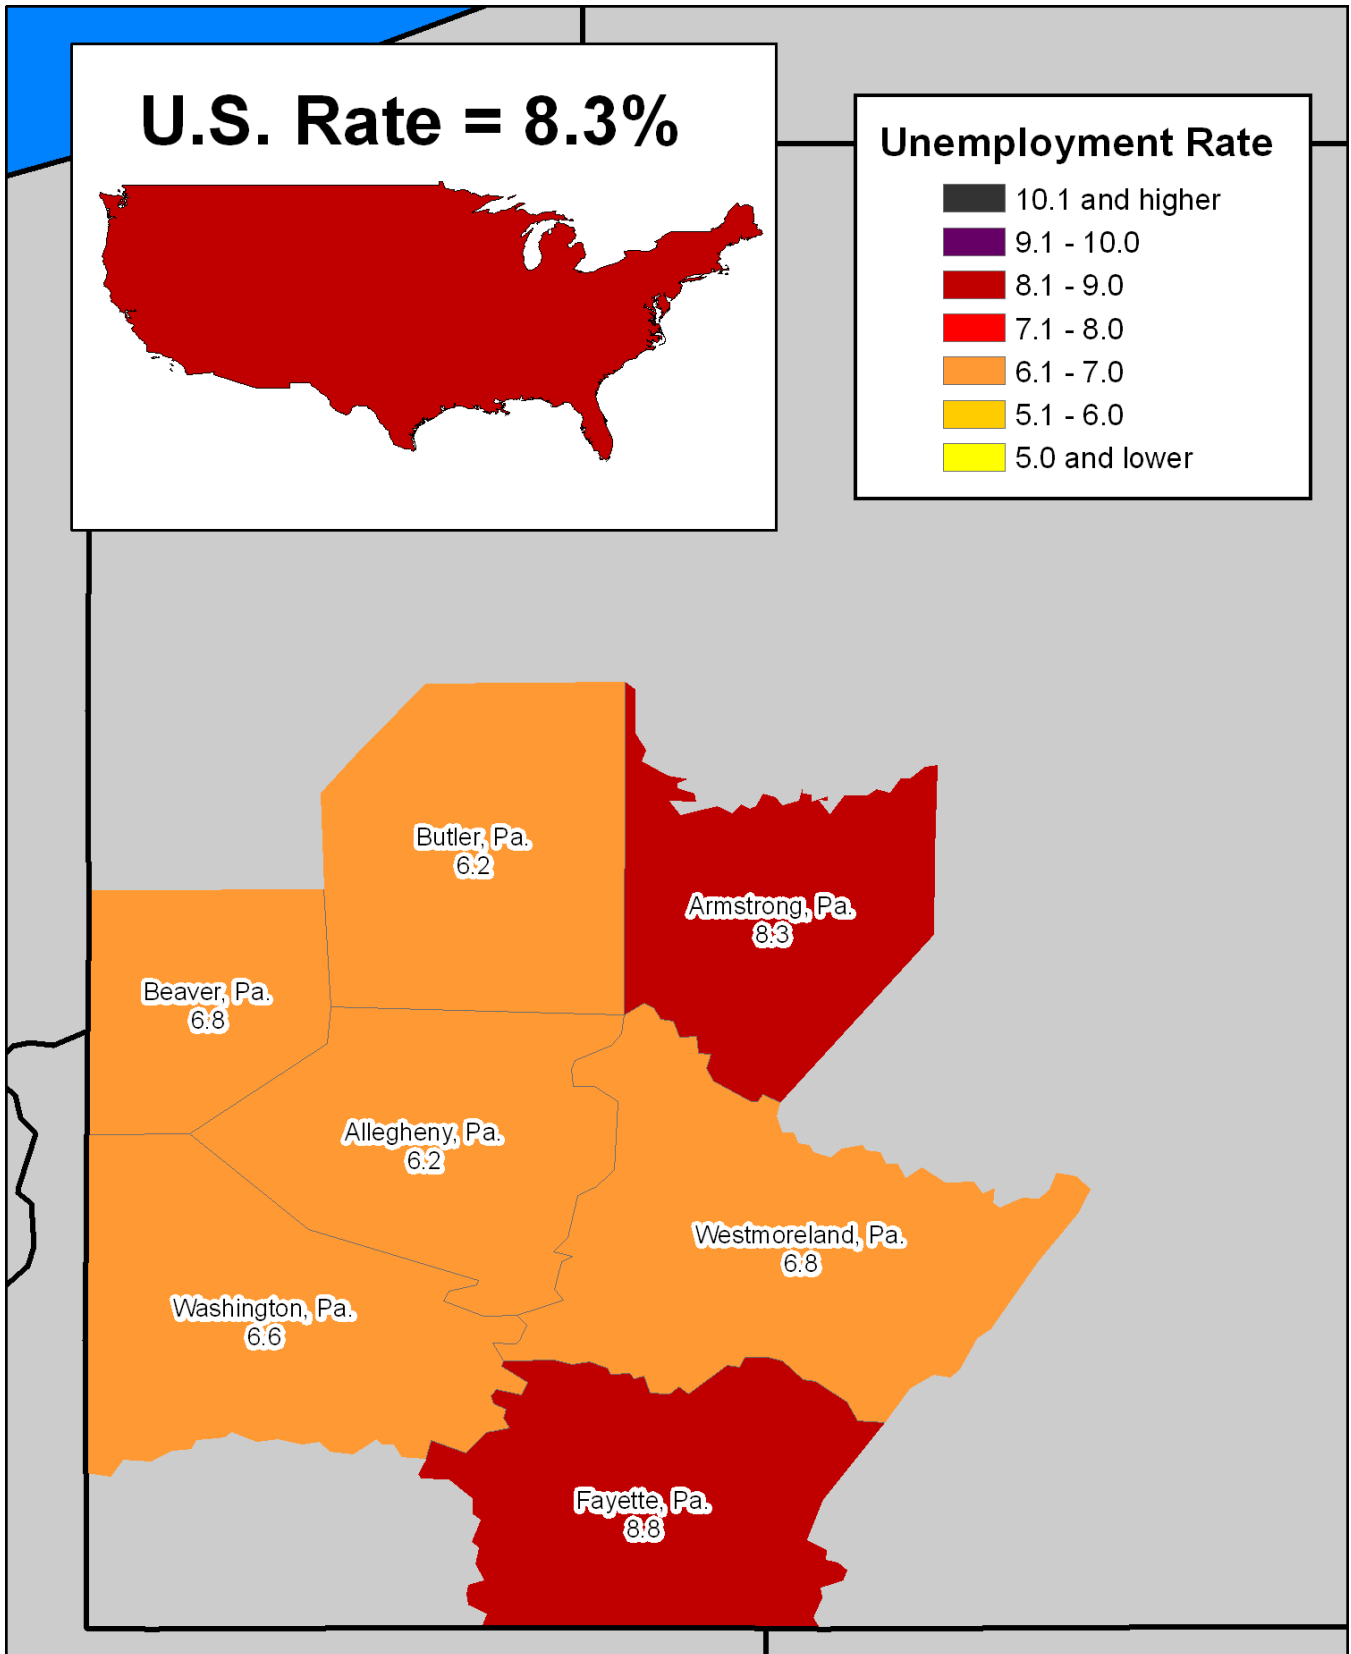 U.S. Rate = 8.3%
Unemployment Rate
10.1 and higher
9.1 - 10.0
8.1 - 9.0
7.1 - 8.0
6.1 - 7.0
5.1 - 6.0
5.0 and lower
Butler, Pa.
6.2
Armstrong, Pa.
8.3
Beaver, Pa.
6.8
Allegheny, Pa.
6.2
Westmoreland, Pa.
6.8
Washington, Pa.
6.6
Fayette, Pa.
8.8